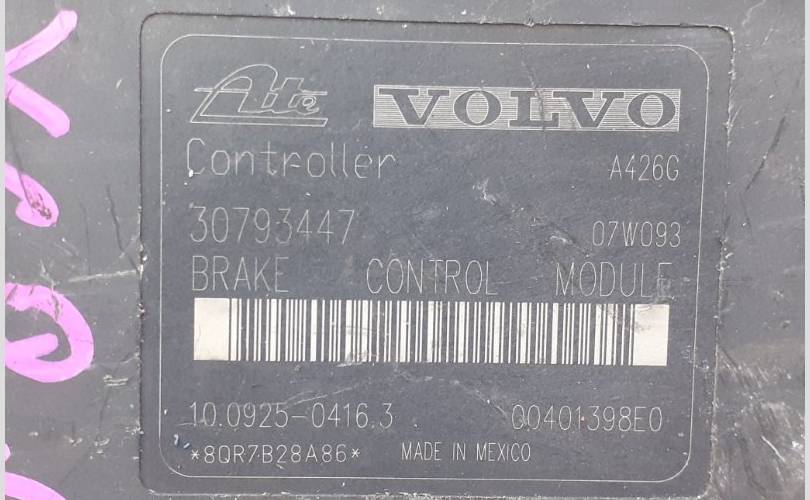 Ate VOLVO
Controller A426G
30793447 07W093
BRAKE CONTROL MODULE
10.0925-0416.3 00401398E0
*8QR7B28A86* MADE IN MEXICO